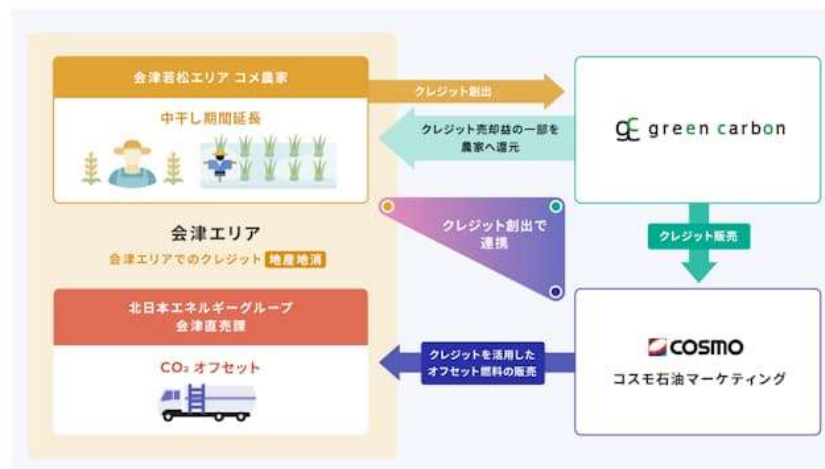 会津若松エリア コメ農家
中干し期間延長
クレジット創出
クレジット売却益の一部を
農家へ還元
green carbon
クレジット創出で
連携
クレジット販売
会津エリア
会津エリアでのクレジット 地産地消
北日本エネルギーグループ
会津直売課
CO₂ オフセット
クレジットを活用した
オフセット燃料の販売
COSMO
コスモ石油マーケティング